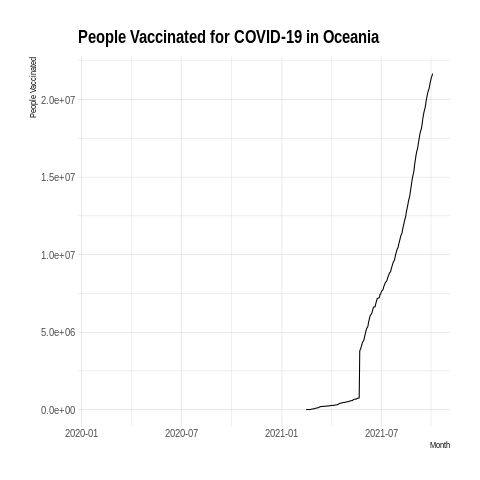 People Vaccinated for COVID-19 in Oceania
People Vaccinated
2.0e+07
1.5e+07
1.0e+07
5.0e+06
0.0e+00
2020-01 2020-07 2021-01 2021-07
Month